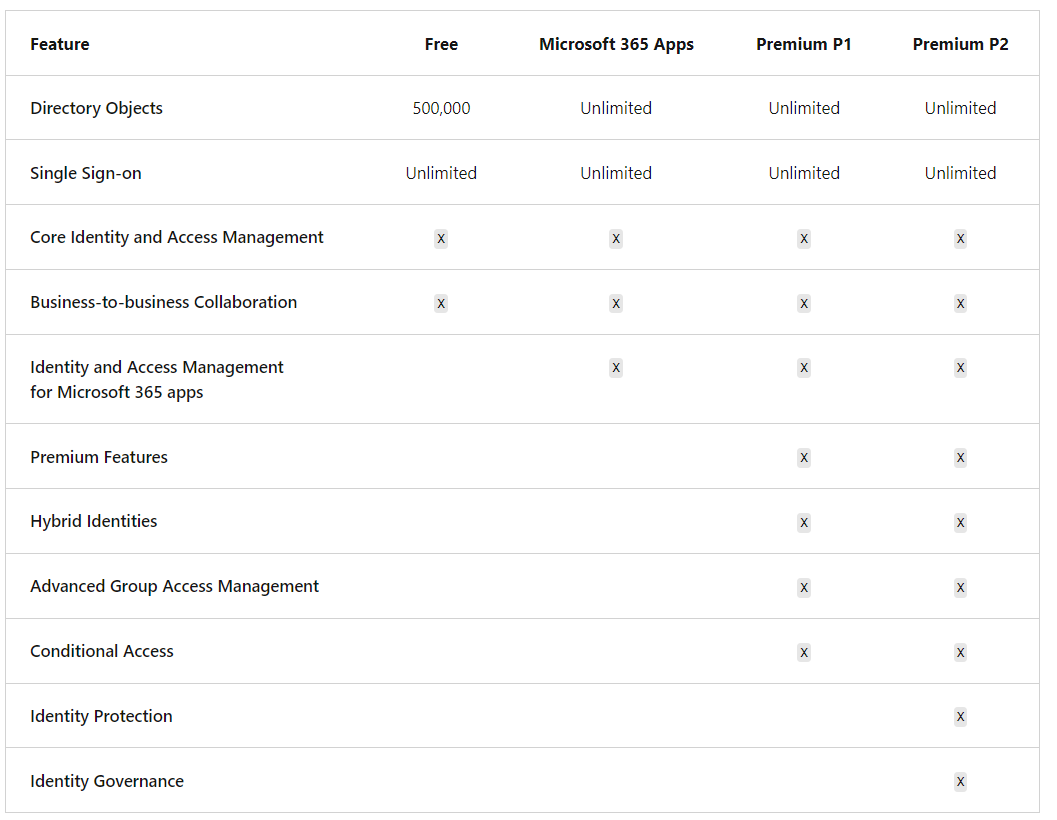 Feature Free Microsoft 365 Apps Premium P1 Premium P2
Directory Objects 500,000 Unlimited Unlimited Unlimited
Single Sign-on Unlimited Unlimited Unlimited Unlimited
Core Identity and Access Management X X X X
Business-to-business Collaboration X X X X
Identity and Access Management X X X
for Microsoft 365 apps
Premium Features X X
Hybrid Identities X X
Advanced Group Access Management X X
Conditional Access X X
Identity Protection X
Identity Governance X